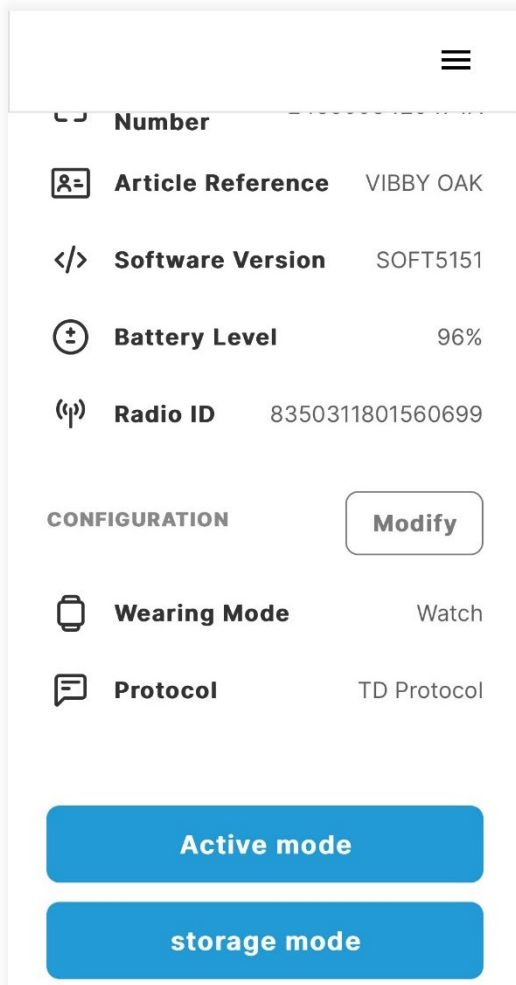 Number
Article Reference VIBBY OAK
Software Version SOFT5151
Battery Level 96%
Radio ID 8350311801560699
CONFIGURATION Modify
Wearing Mode Watch
Protocol TD Protocol
Active mode
storage mode